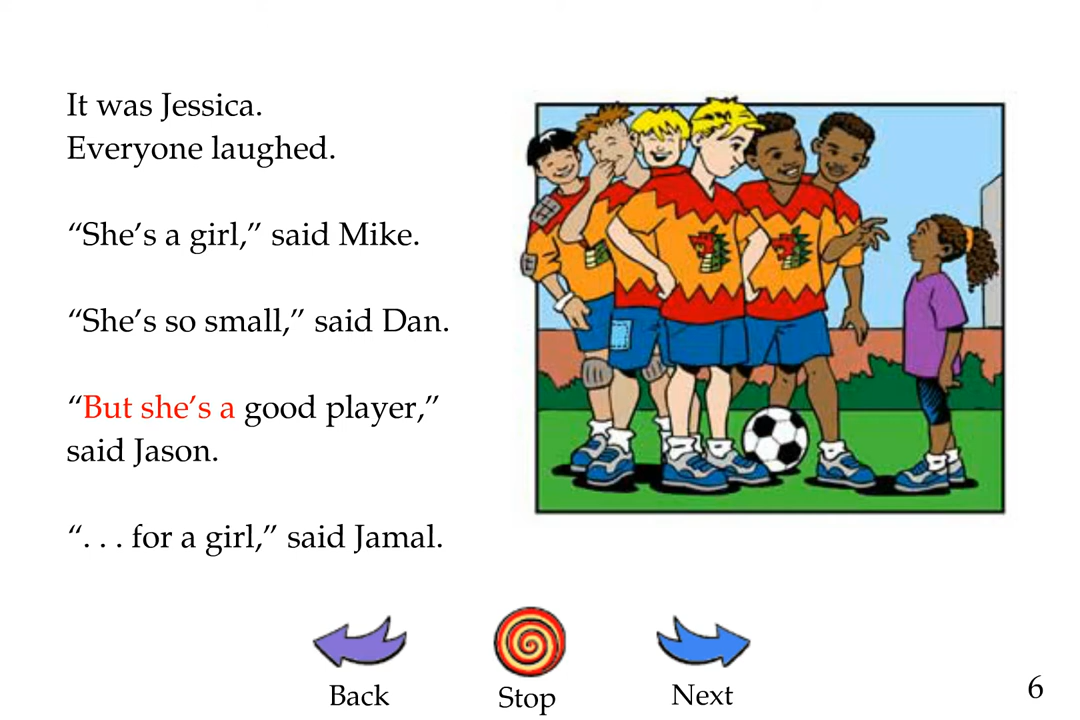 It was Jessica.
Everyone laughed.
“She’s a girl,” said Mike.
“She’s so small,” said Dan.
“But she’s a good player,”
said Jason.
“. . . for a girl,” said Jamal.
Back
Stop
Next
6